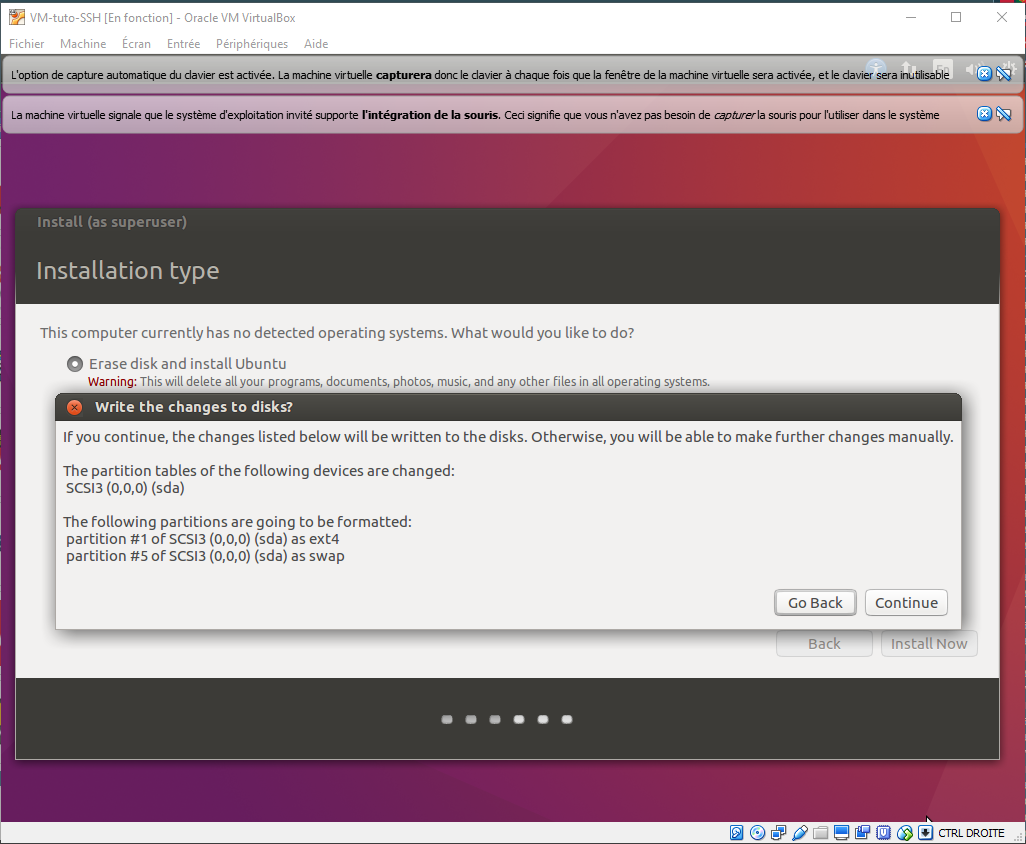 VM-tuto-SSH [En fonction] - Oracle VM VirtualBox
Fichier Machine Écran Entrée Périphériques Aide
L'option de capture automatique du clavier est activée. La machine virtuelle capturera donc le clavier à chaque fois que la fenêtre de la machine virtuelle sera activée, et le clavier sera inutilisable
La machine virtuelle signale que le système d'exploitation invité supporte l'intégration de la souris. Ceci signifie que vous n'avez pas besoin de capturer la souris pour l'utiliser dans le système
Install (as superuser)
Installation type
This computer currently has no detected operating systems. What would you like to do?
Erase disk and install Ubuntu
Warning: This will delete all your programs, documents, photos, music, and any other files in all operating systems.
Write the changes to disks?
If you continue, the changes listed below will be written to the disks. Otherwise, you will be able to make further changes manually.
The partition tables of the following devices are changed:
SCSI3 (0,0,0) (sda)
The following partitions are going to be formatted:
partition #1 of SCSI3 (0,0,0) (sda) as ext4
partition #5 of SCSI3 (0,0,0) (sda) as swap
Go Back Continue
Back Install Now
CTRL DROITE